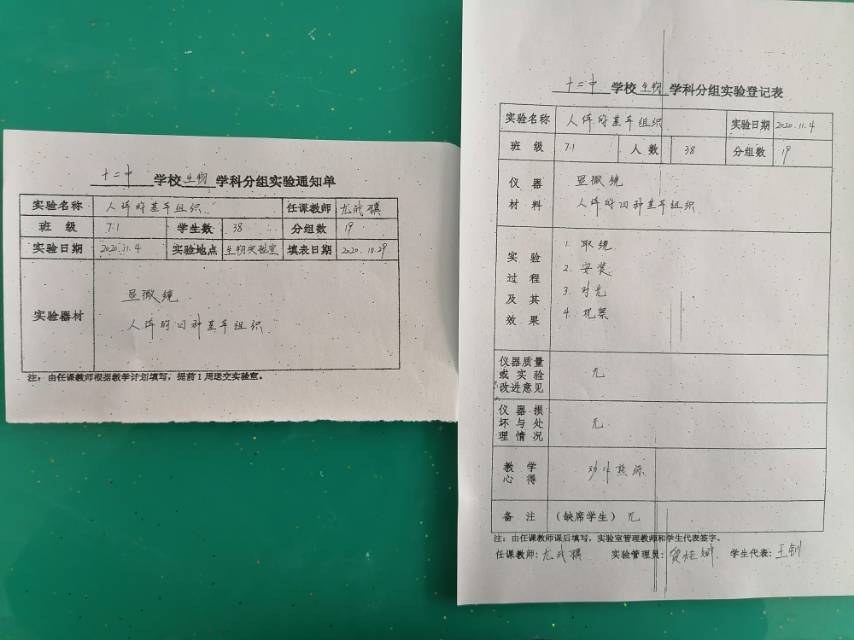 十二中 学校 生物 学科分组实验通知单
实验名称 人体的基本组织 任课教师
班 级 7.1 学生数 38 分组数 19
实验日期 2020.11.4 实验地点 生物实验室 填表日期 2020.10.29
实验器材
显微镜
人体的四种基本组织
注：由任课教师根据教学计划填写，提前1周送交实验室。
十二中 学校 生物 学科分组实验登记表
实验名称 人体的基本组织 实验日期 2020.11.4
班 级 7.1 人 数 38 分组数 19
仪 器 显微镜
材 料 人体的四种基本组织
实 验 1. 取镜
过 程 2. 安装
及 其 3. 对光
效 果 4. 观察
仪器质量
或 实 验 无
改进意见
仪 器 损
坏 与 处 无
理 情 况
教 学
心 得
备 注 （缺席学生）无
注：由任课教师课后填写，实验室管理教师和学生代表签字。
任课教师: 实验管理员: 学生代表: 王钊